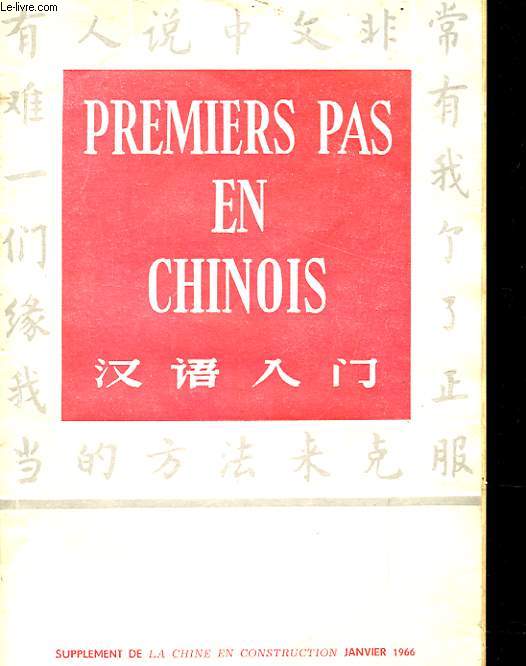 © Le-livre.com
有人说中文非常
难 有
一 我
们 个
缘 了
我 正
当的方法来克服
PREMIERS PAS
EN
CHINOIS
汉语入门
SUPPLEMENT DE LA CHINE EN CONSTRUCTION JANVIER 1966